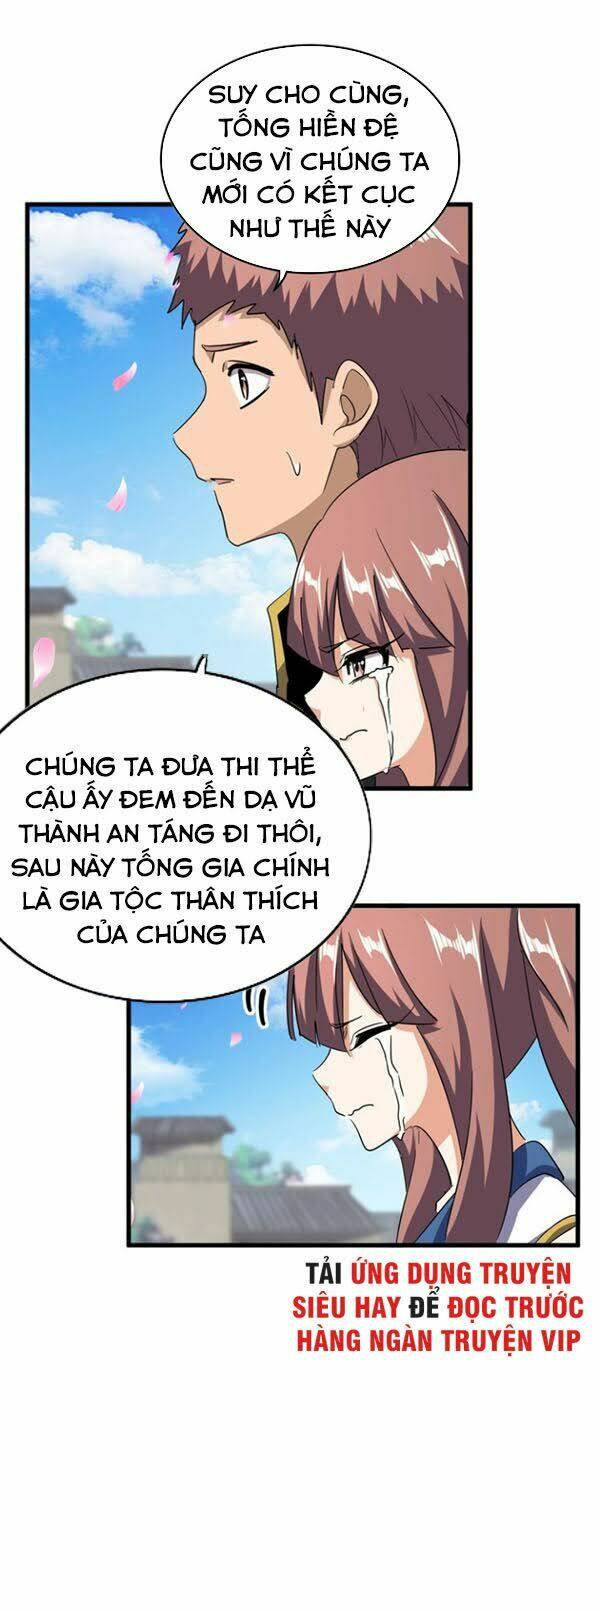 SUY CHO CÙNG,
TỐNG HIỀN ĐỆ
CŨNG VÌ CHÚNG TA
MỚI CÓ KẾT CỤC
NHƯ THẾ NÀY
CHÚNG TA ĐƯA THI THỂ
CẬU ẤY ĐEM ĐẾN DẠ VŨ
THÀNH AN TÁNG ĐI THÔI,
SAU NÀY TỐNG GIA CHÍNH
LÀ GIA TỘC THÂN THÍCH
CỦA CHÚNG TA
TẢI ỨNG DỤNG TRUYỆN
SIÊU HAY ĐỂ ĐỌC TRƯỚC
HÀNG NGÀN TRUYỆN VIP